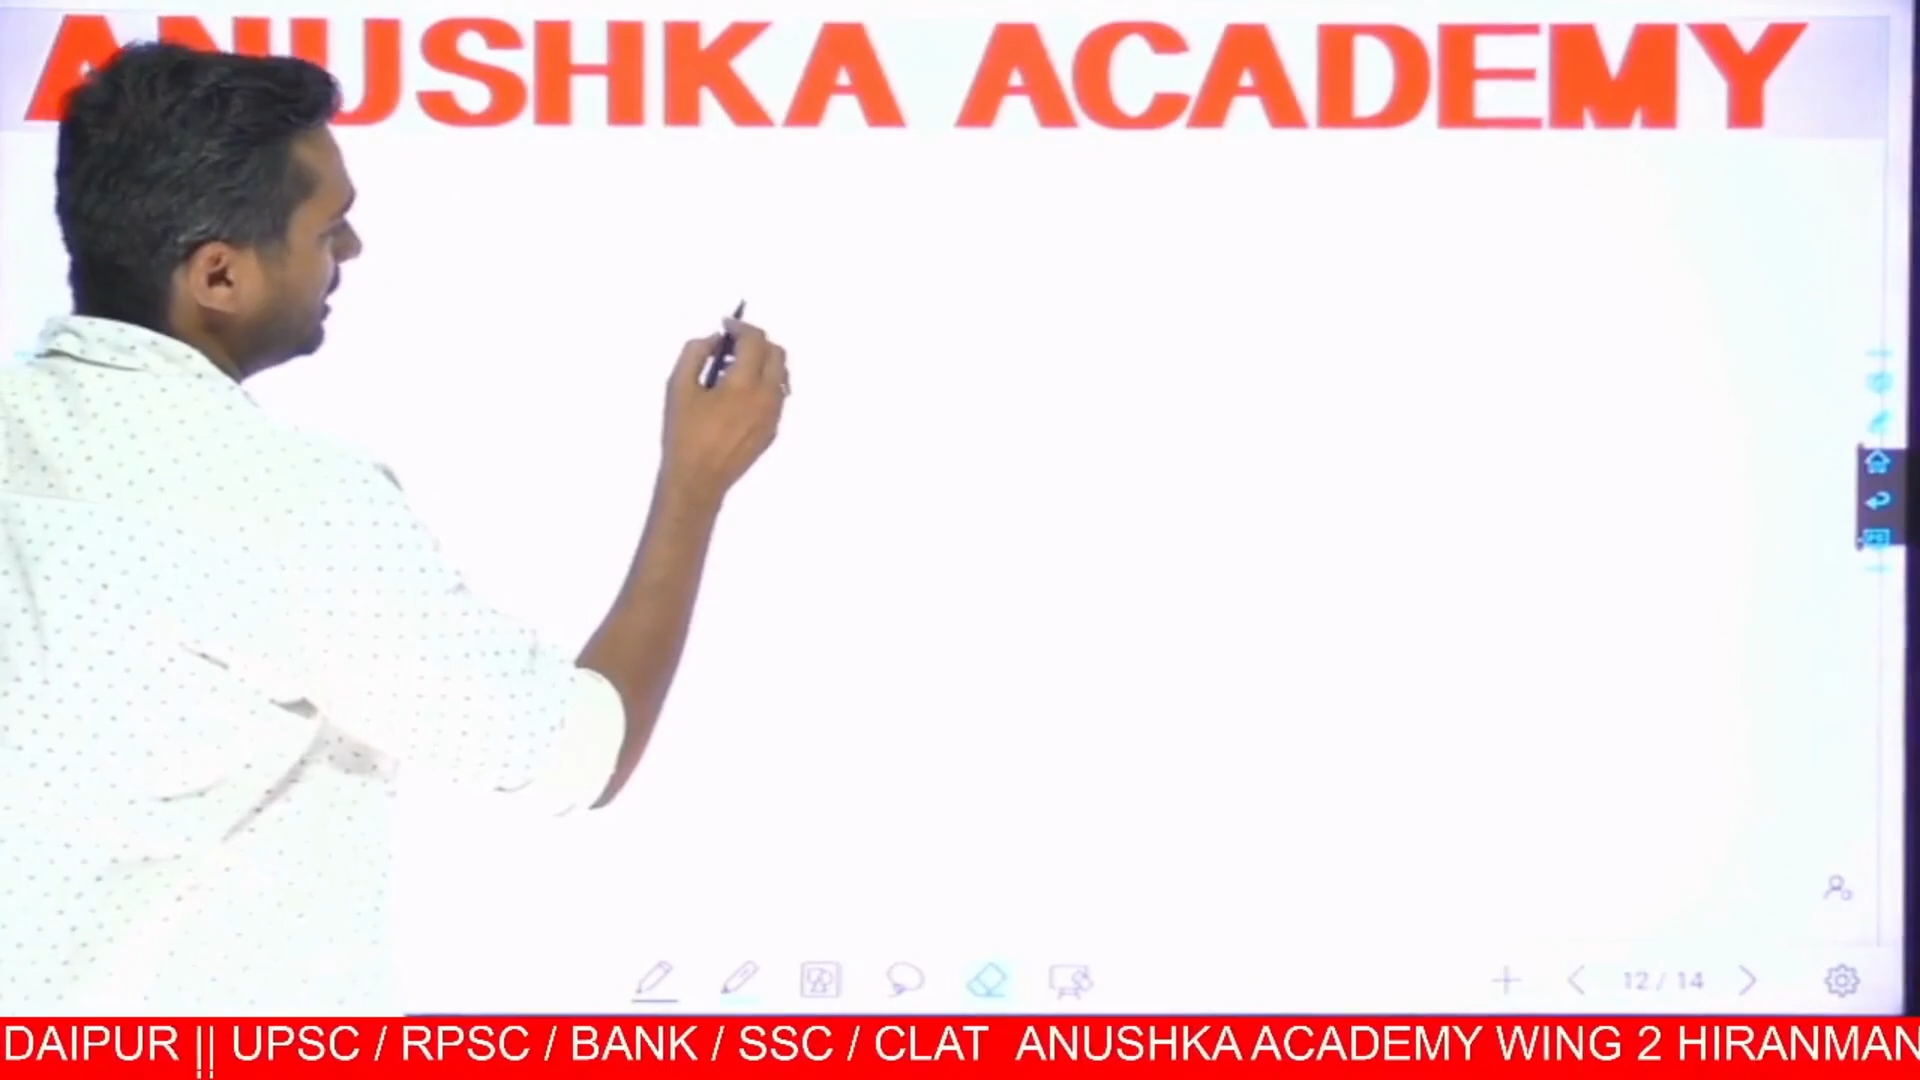 ANUSHKA ACADEMY
12 / 14
DAIPUR || UPSC / RPSC / BANK / SSC / CLAT ANUSHKA ACADEMY WING 2 HIRANMAN